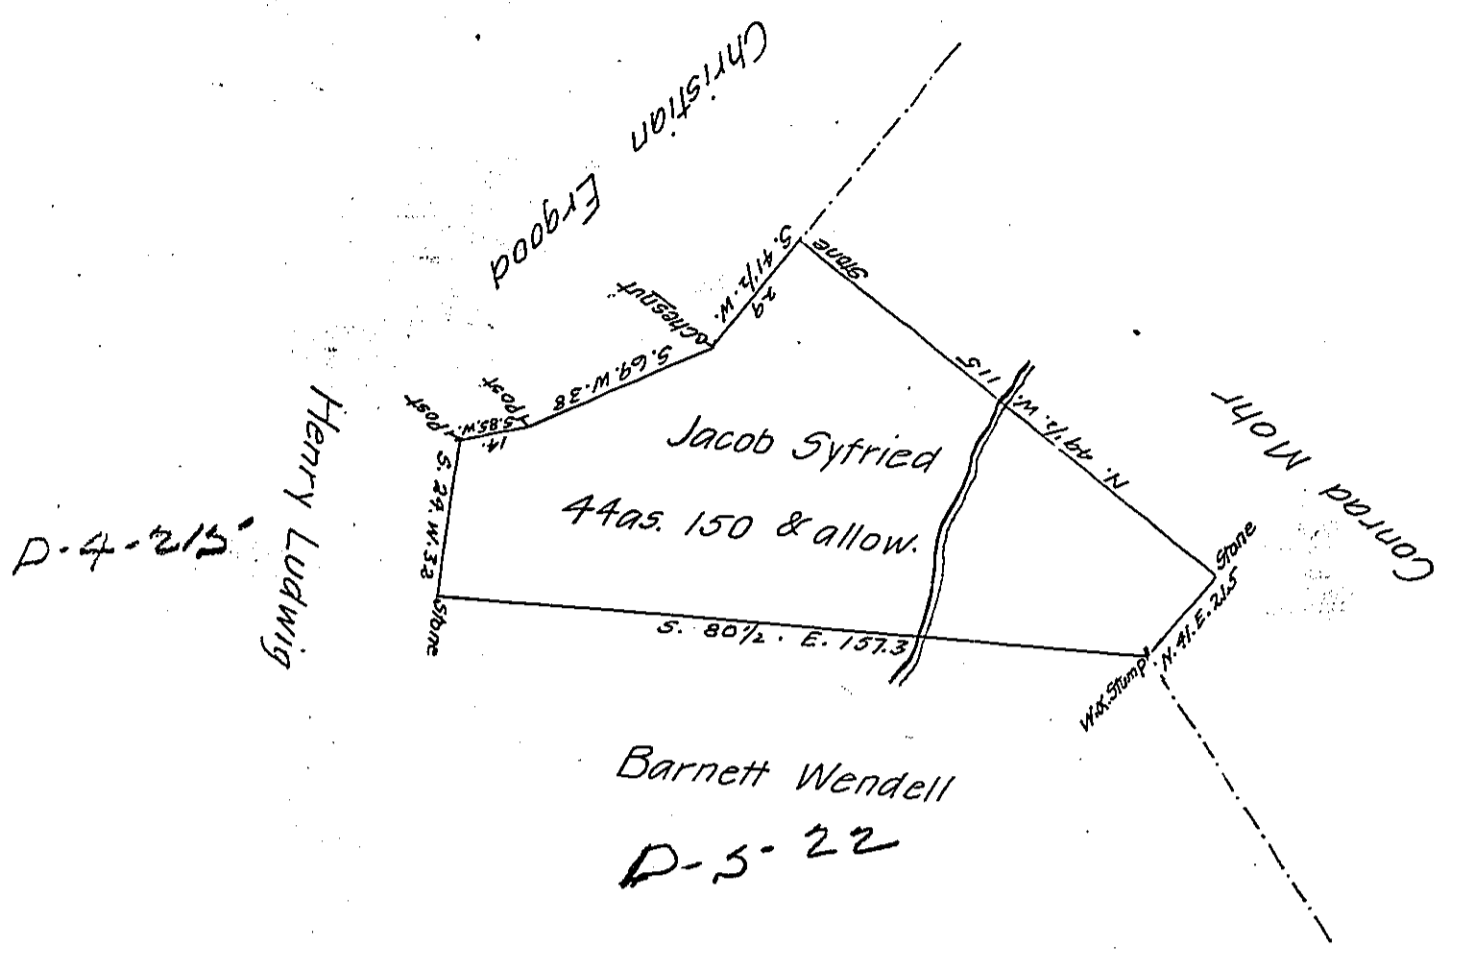 Christian Ergood
S. 41½. W.
29
Stone
Chesnut
S. 69. W. 38
Post
Post
S. 85. W.
14.
N. 49½. W. 115
Conrad Mohr
Jacob Syfried
44as. 150 & allow.
Henry Ludwig
S. 24. W. 32
D-4-215
Stone
Stone
S. 80½. E. 157.3
N. 41. E. 21.5
Stump
Barnett Wendell
D-5-22